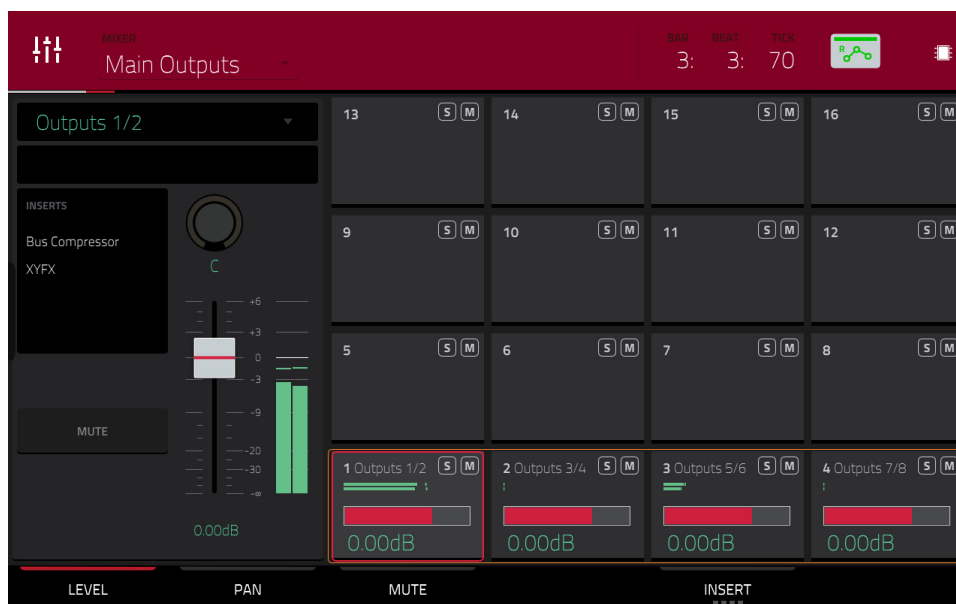 MIXER
Main Outputs
BAR BEAT TICK
3: 3: 70
R
Outputs 1/2
INSERTS
Bus Compressor
XYFX
C
+6
+3
0
-3
-9
-20
-30
-∞
MUTE
0.00dB
13 S M 14 S M 15 S M 16 S M
9 S M 10 S M 11 S M 12 S M
5 S M 6 S M 7 S M 8 S M
1 Outputs 1/2 S M 2 Outputs 3/4 S M 3 Outputs 5/6 S M 4 Outputs 7/8 S M
0.00dB 0.00dB 0.00dB 0.00dB
LEVEL PAN MUTE INSERT